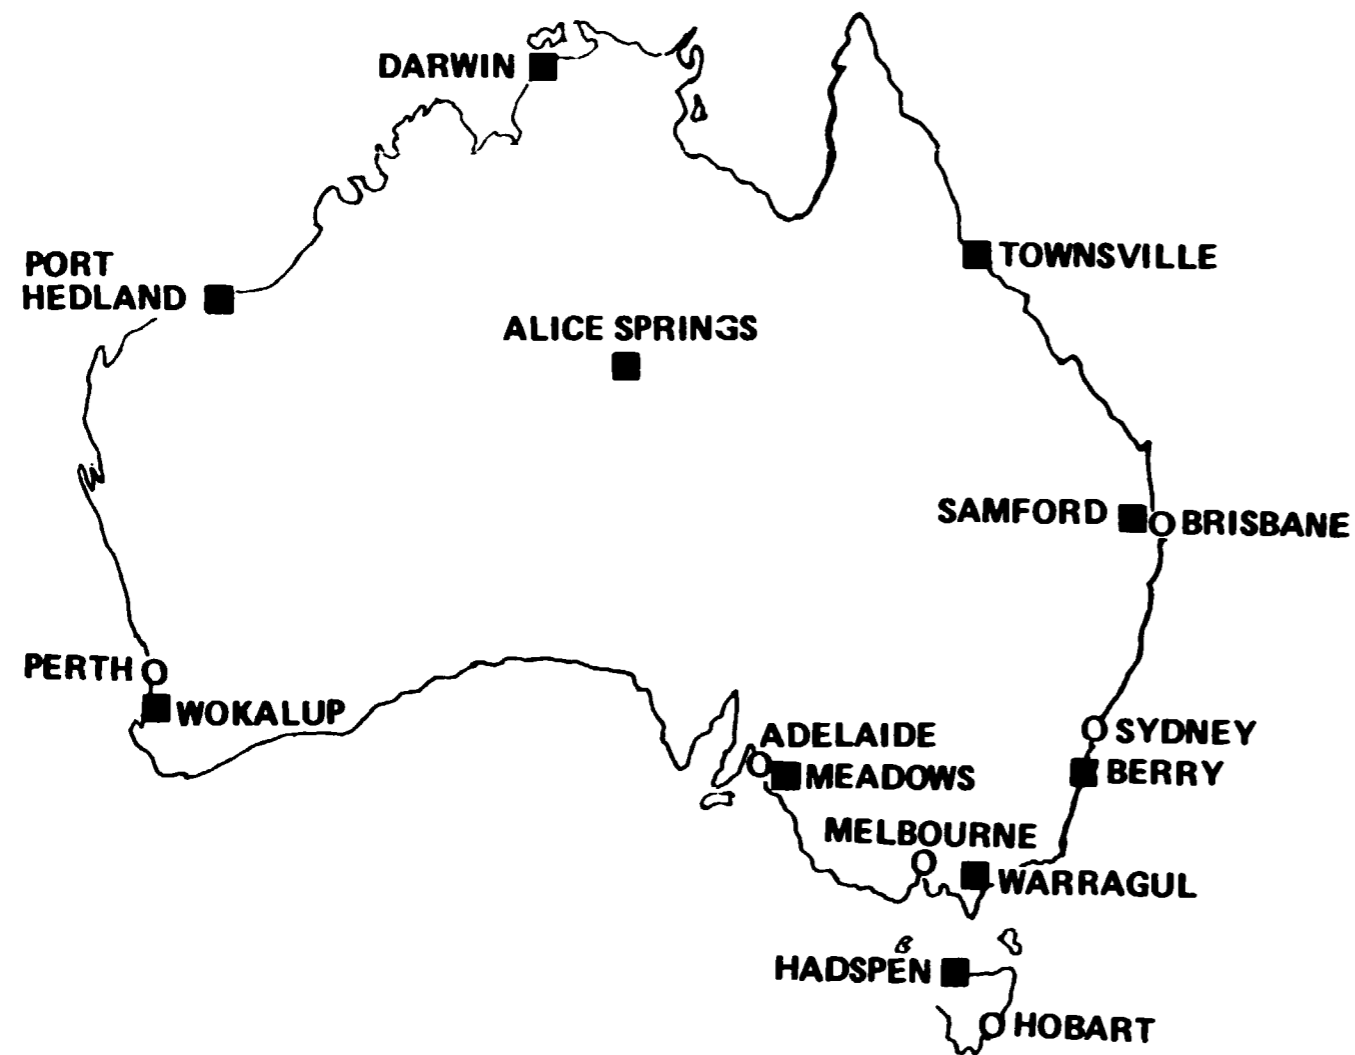 DARWIN
TOWNSVILLE
PORT
HEDLAND
ALICE SPRINGS
SAMFORD
BRISBANE
PERTH
WOKALUP
ADELAIDE
SYDNEY
MEADOWS
BERRY
MELBOURNE
WARRAGUL
HADSPEN
HOBART